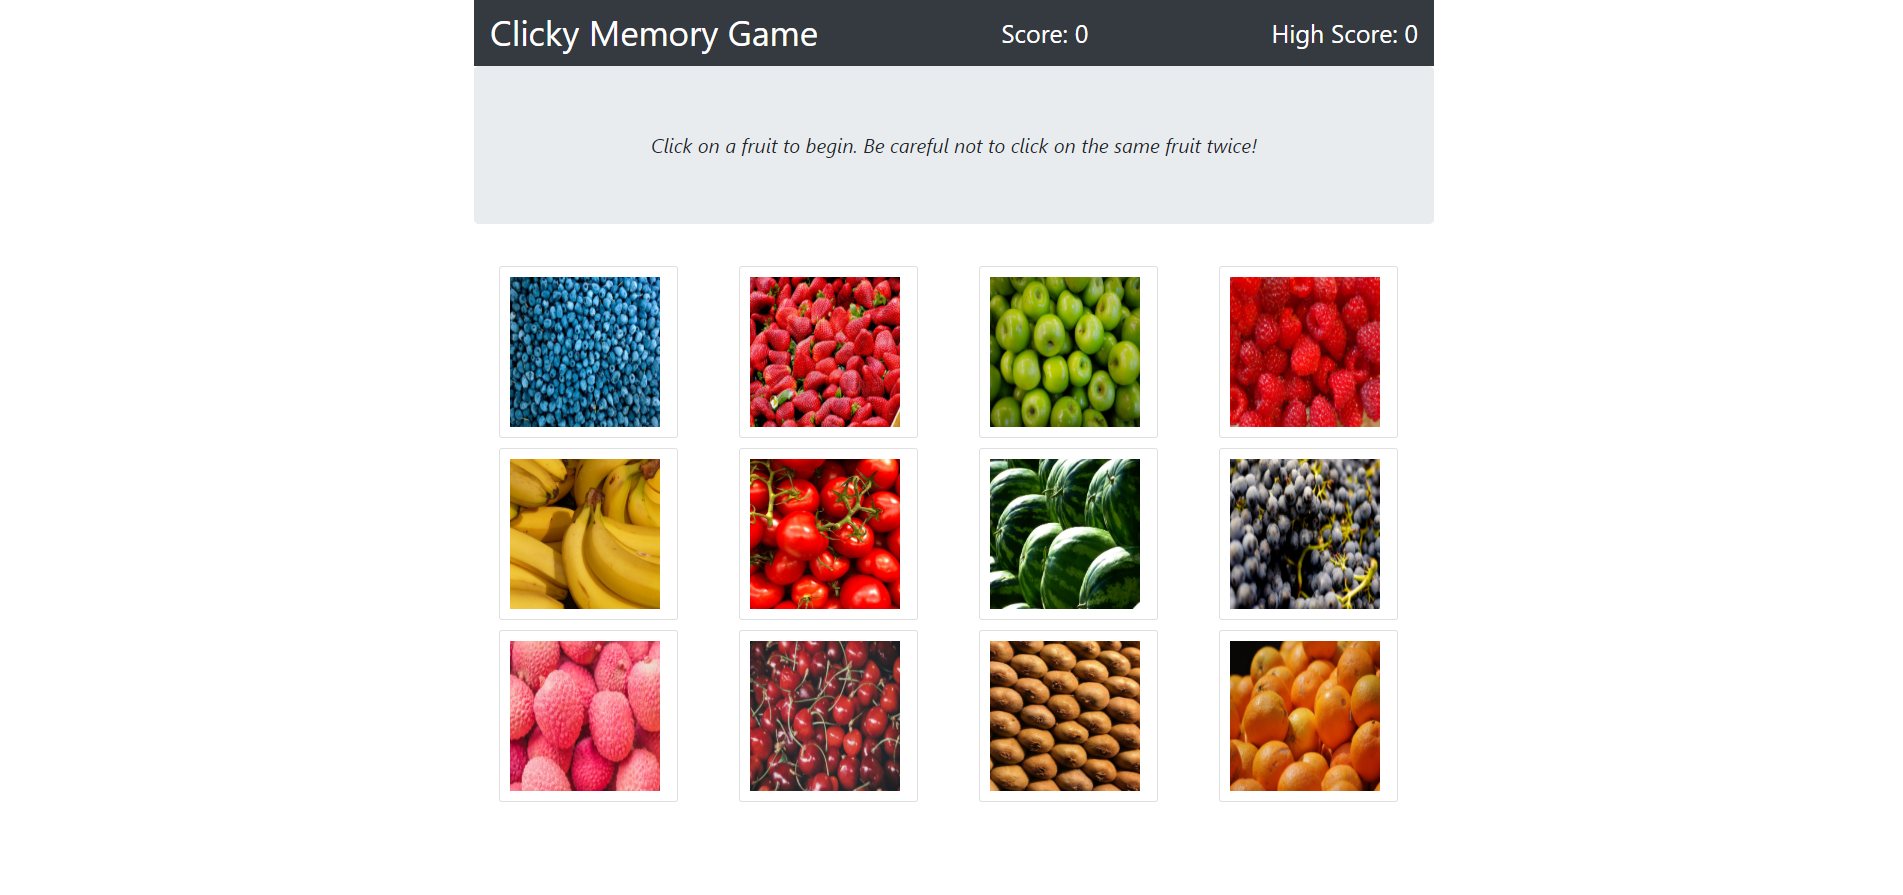 Clicky Memory Game
Score: 0
High Score: 0
Click on a fruit to begin. Be careful not to click on the same fruit twice!